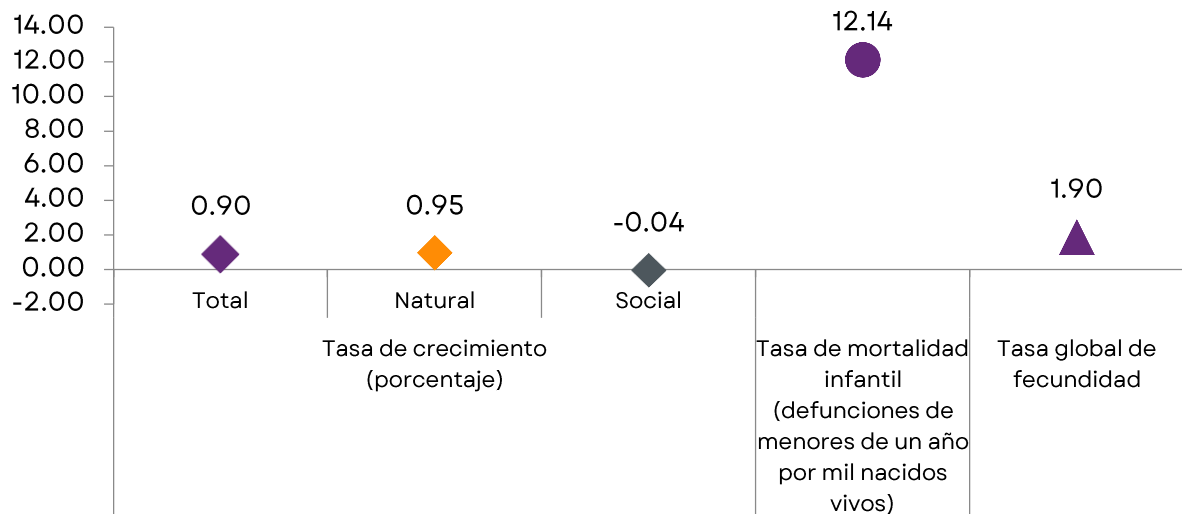 14.00
12.00
10.00
8.00
6.00
4.00
2.00
0.00
-2.00
0.90
0.95
-0.04
12.14
1.90
Total
Natural
Social
Tasa de crecimiento
(porcentaje)
Tasa de mortalidad
infantil
(defunciones de
menores de un año
por mil nacidos
vivos)
Tasa global de
fecundidad